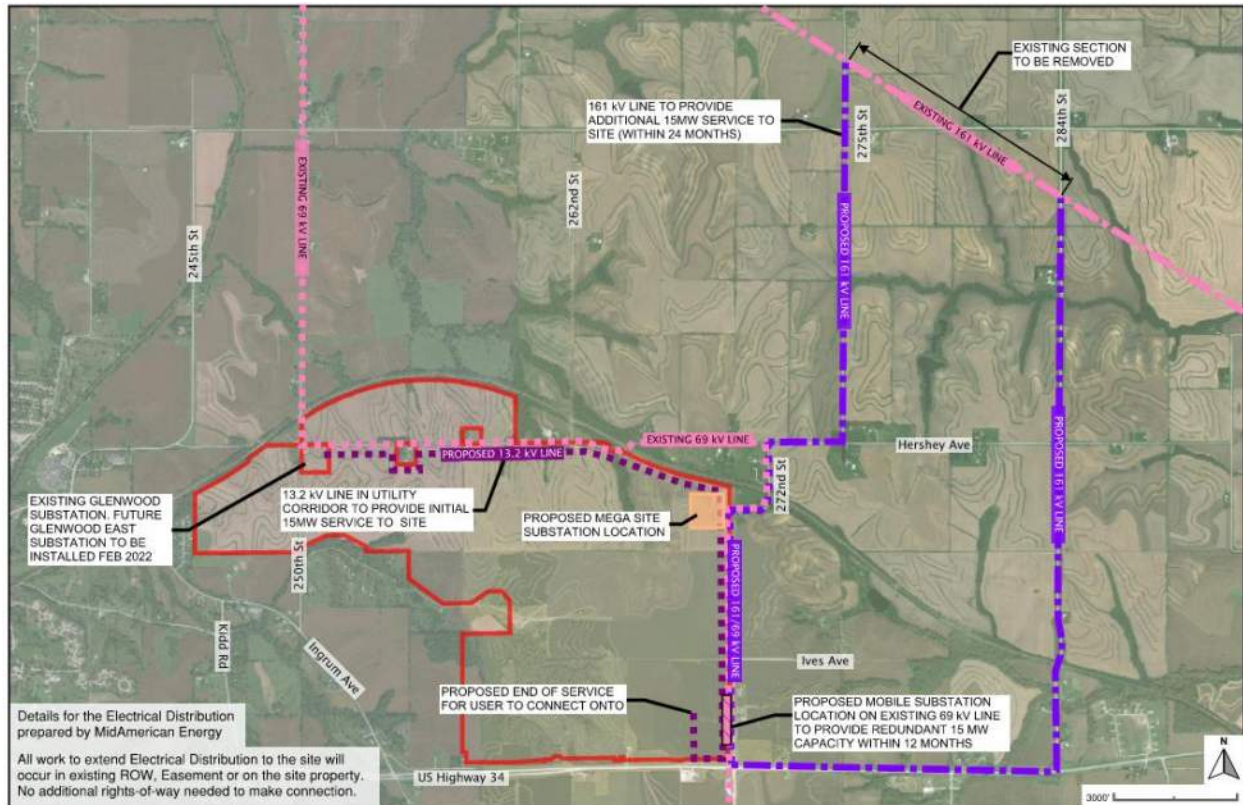 EXISTING SECTION
TO BE REMOVED
161 kV LINE TO PROVIDE
ADDITIONAL 15MW SERVICE TO
SITE (WITHIN 24 MONTHS)
275th St
EXISTING 161 kV LINE
284th St
EXISTING 69 kV LINE
262nd St
245th St
PROPOSED 161 kV LINE
PROPOSED 161 kV LINE
EXISTING 69 kV LINE
Hershey Ave
PROPOSED 13.2 kV LINE
272nd St
EXISTING GLENWOOD
SUBSTATION. FUTURE
GLENWOOD EAST
SUBSTATION TO BE
INSTALLED FEB 2022
13.2 kV LINE IN UTILITY
CORRIDOR TO PROVIDE INITIAL
15MW SERVICE TO SITE
PROPOSED MEGA SITE
SUBSTATION LOCATION
250th St
PROPOSED 161/69 kV LINE
Kidd Rd
Ingrum Ave
Ives Ave
PROPOSED END OF SERVICE
FOR USER TO CONNECT ONTO
PROPOSED MOBILE SUBSTATION
LOCATION ON EXISTING 69 kV LINE
TO PROVIDE REDUNDANT 15 MW
CAPACITY WITHIN 12 MONTHS
Details for the Electrical Distribution
prepared by MidAmerican Energy
All work to extend Electrical Distribution to the site will
occur in existing ROW, Easement or on the site property.
No additional rights-of-way needed to make connection.
US Highway 34
N
3000'